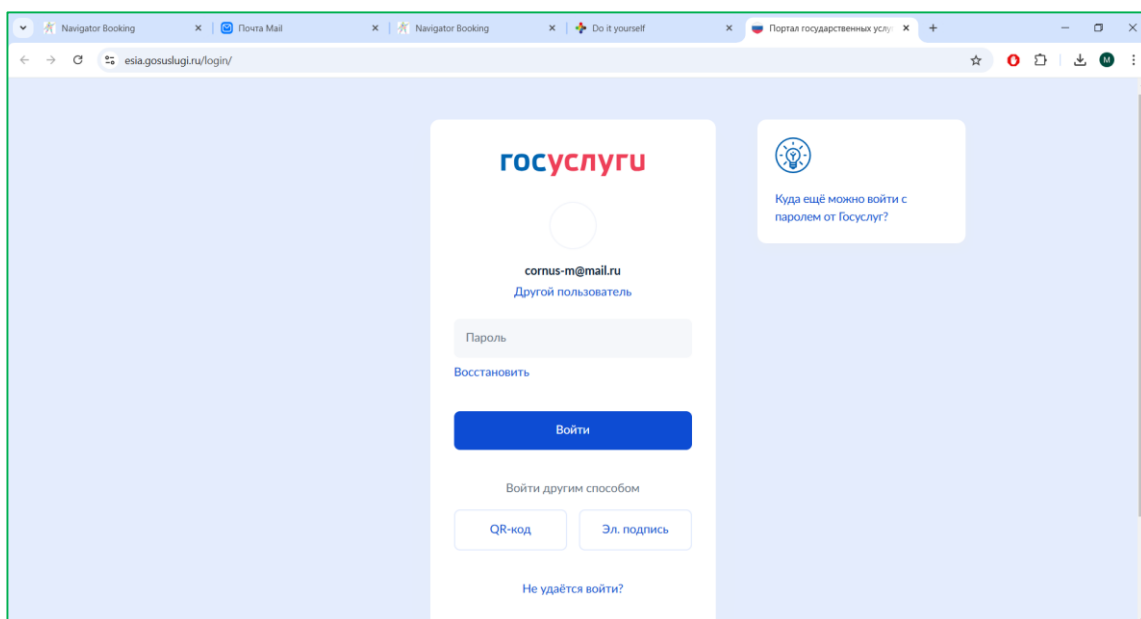 Navigator Booking
Почта Mail
Navigator Booking
Do it yourself
Портал государственных услу
esia.gosuslugi.ru/login/
M
госуслуги
Куда ещё можно войти с
паролем от Госуслуг?
cornus-m@mail.ru
Другой пользователь
Пароль
Восстановить
Войти
Войти другим способом
QR-код
Эл. подпись
Не удаётся войти?